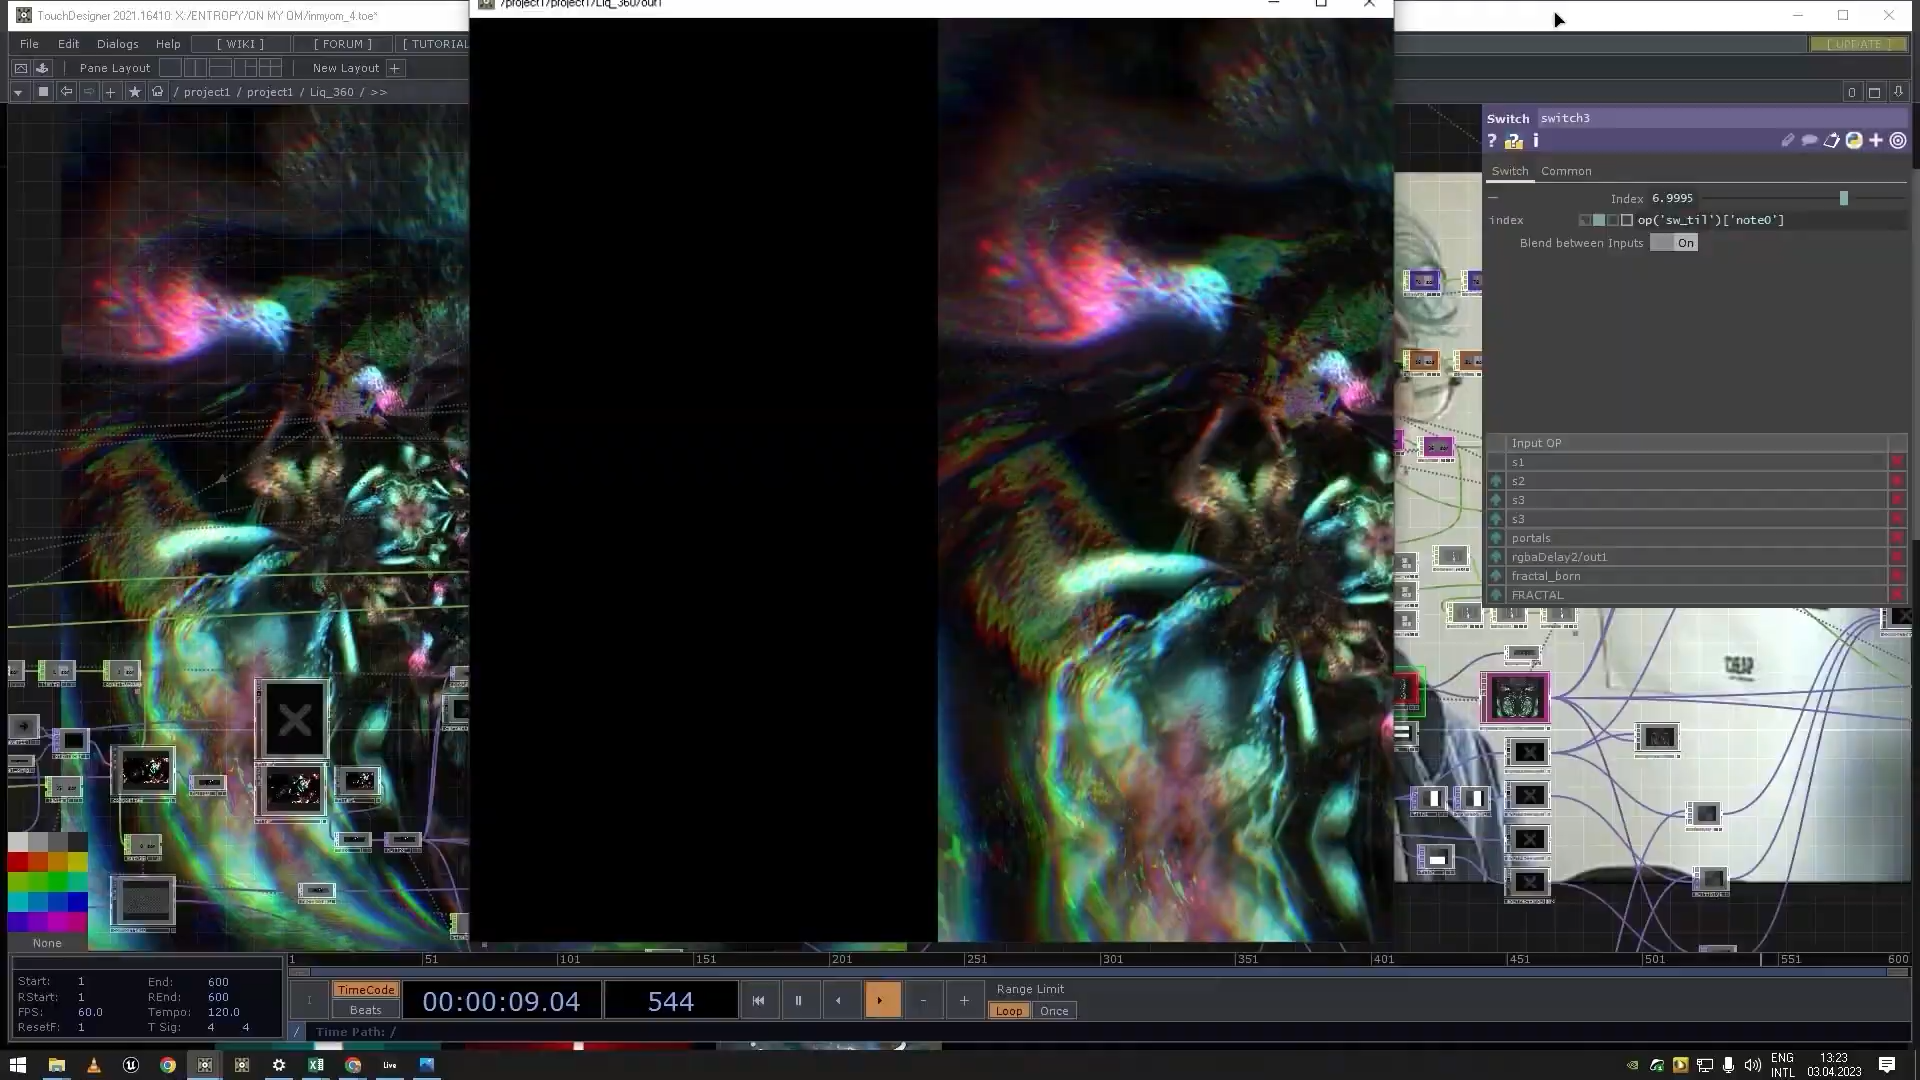 TouchDesigner 2021.16410: X:/ENTROPY/ON MY OM/inmyom_4.toe*
/project1/project1/Liq_360/out1
File Edit Dialogs Help [ WIKI ] [ FORUM ] [ TUTORIAL
[ UPDATE ]
Pane Layout New Layout +
/ project1 / project1 / Liq_360 / >>
0
Switch switch3
? ? i
Switch Common
Index 6.9995
index op('sw_til')['note0']
Blend between Inputs On
Input OP
s1
s2
s3
s3
portals
rgbaDelay2/out1
fractal_born
FRACTAL
None
1 51 101 151 201 251 301 351 401 451 501 551 600
Start: 1 End: 600
RStart: 1 REnd: 600
FPS: 60.0 Tempo: 120.0
ResetF: 1 T Sig: 4 4
TimeCode
Beats
00:00:09.04
544
Range Limit
Loop Once
/ Time Path: /
Live
ENG
INTL
13:23
03.04.2023